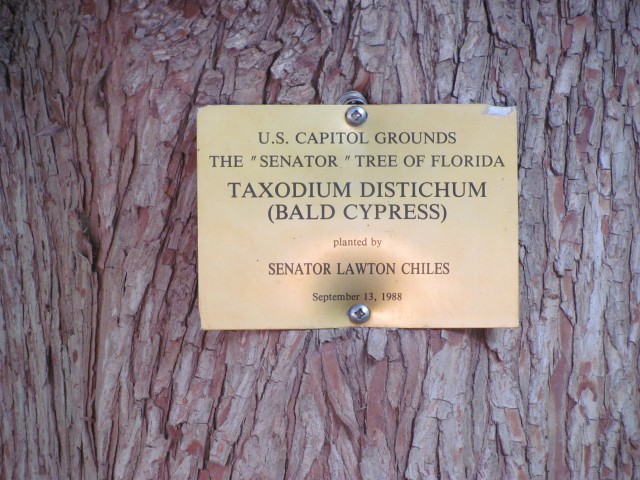 U.S. CAPITOL GROUNDS
THE "SENATOR" TREE OF FLORIDA
TAXODIUM DISTICHUM
(BALD CYPRESS)
planted by
SENATOR LAWTON CHILES
September 13, 1988